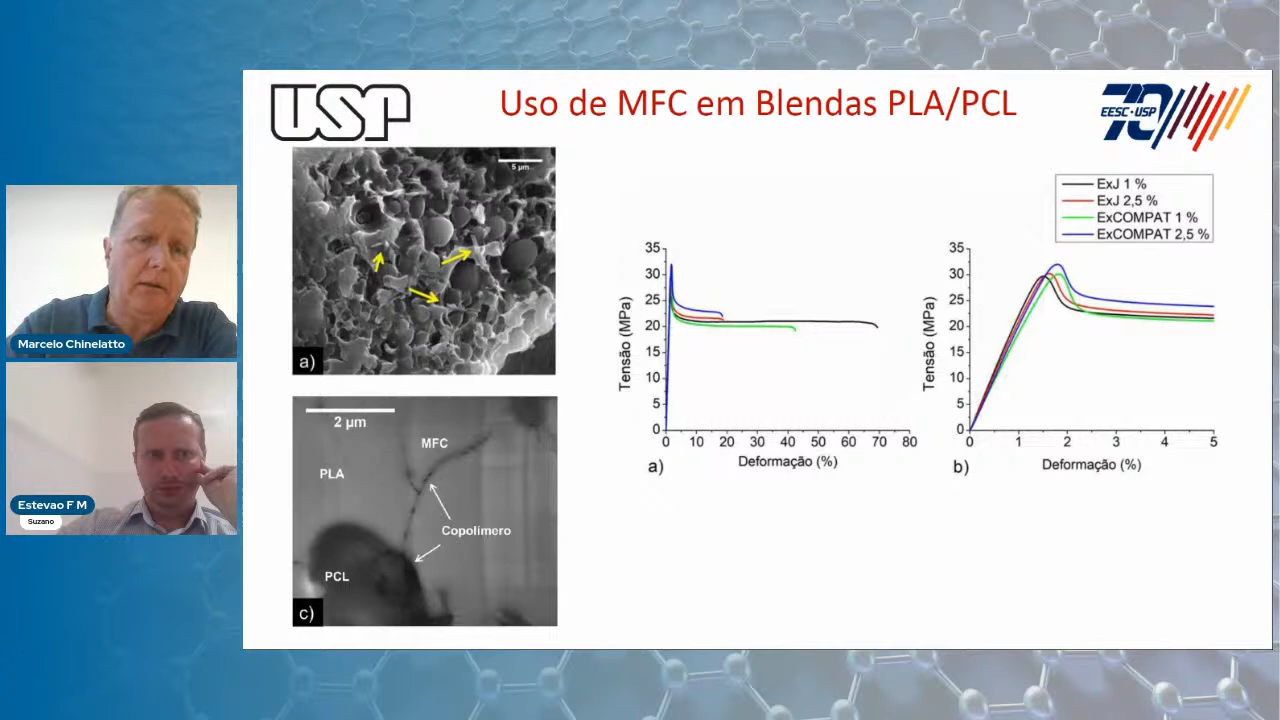 USP
Uso de MFC em Blendas PLA/PCL
70
EESC·USP
Marcelo Chinelatto
Estevao F M
Suzano
5 µm
a)
2 µm
MFC
PLA
Copolímero
PCL
c)
ExJ 1 %
ExJ 2,5 %
ExCOMPAT 1 %
ExCOMPAT 2,5 %
Tensão (MPa)
35
30
25
20
15
10
5
0
0 10 20 30 40 50 60 70 80
Deformação (%)
a)
Tensão (MPa)
35
30
25
20
15
10
5
0
0 1 2 3 4 5
Deformação (%)
b)